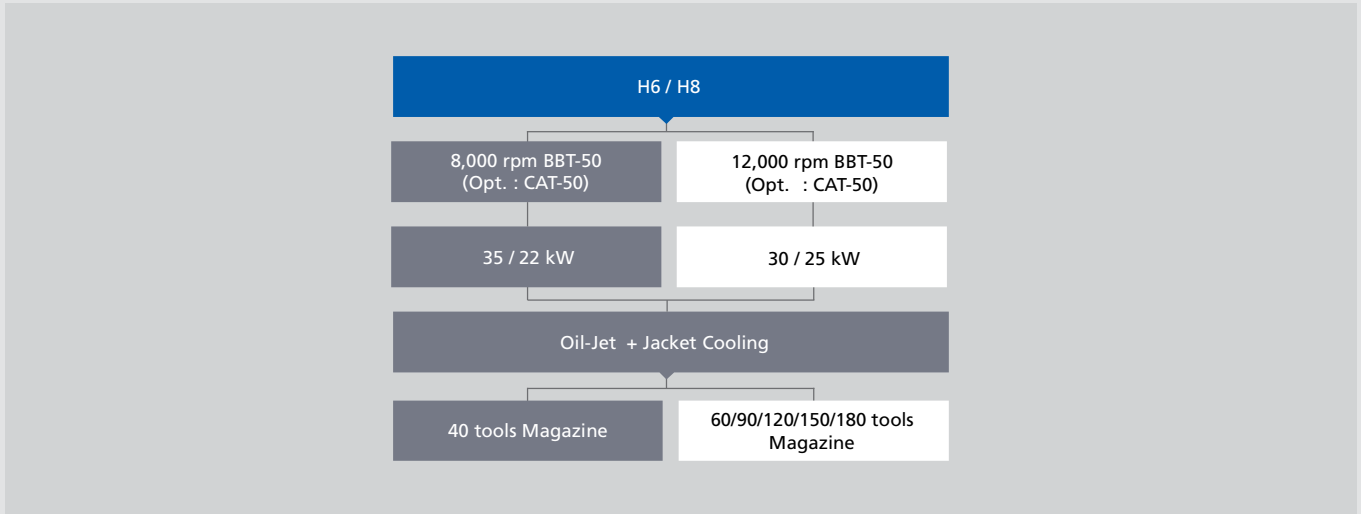 H6 / H8
8,000 rpm BBT-50
(Opt. : CAT-50)
12,000 rpm BBT-50
(Opt. : CAT-50)
35 / 22 kW
30 / 25 kW
Oil-Jet + Jacket Cooling
40 tools Magazine
60/90/120/150/180 tools
Magazine